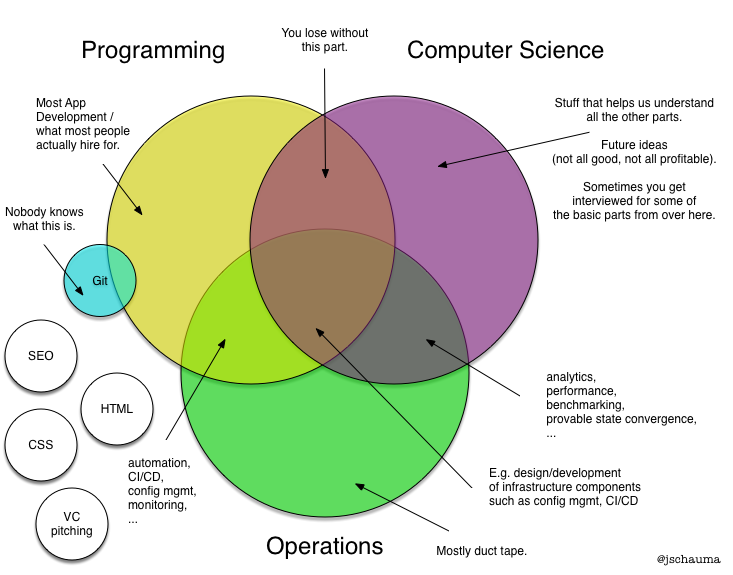 Programming
You lose without
this part.
Computer Science
Most App
Development /
what most people
actually hire for.
Stuff that helps us understand
all the other parts.
Future ideas
(not all good, not all profitable).
Sometimes you get
interviewed for some of
the basic parts from over here.
Nobody knows
what this is.
Git
SEO
HTML
CSS
VC
pitching
automation,
CI/CD,
config mgmt,
monitoring,
...
analytics,
performance,
benchmarking,
provable state convergence,
...
E.g. design/development
of infrastructure components
such as config mgmt, CI/CD
Operations
Mostly duct tape.
@jschauma